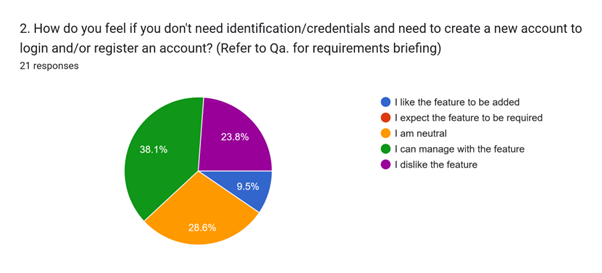 2. How do you feel if you don't need identification/credentials and need to create a new account to
login and/or register an account? (Refer to Qa. for requirements briefing)
21 responses
I like the feature to be added
I expect the feature to be required
I am neutral
I can manage with the feature
I dislike the feature
23.8%
38.1%
9.5%
28.6%